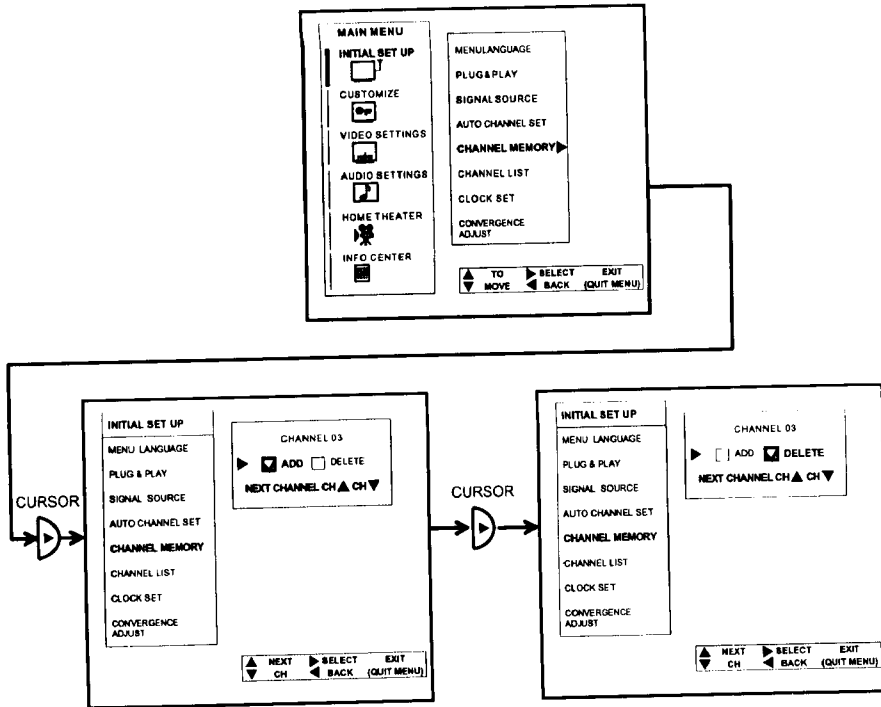 MAIN MENU
INITIAL SET UP
CUSTOMIZE
VIDEO SETTINGS
AUDIO SETTINGS
HOME THEATER
INFO CENTER
MENULANGUAGE
PLUG&PLAY
SIGNAL SOURCE
AUTO CHANNEL SET
CHANNEL MEMORY▶
CHANNEL LIST
CLOCK SET
CONVERGENCE
ADJUST
▲ TO ▶ SELECT EXIT
▼ MOVE ◀ BACK (QUIT MENU)
CURSOR
INITIAL SET UP
MENU LANGUAGE
PLUG & PLAY
SIGNAL SOURCE
AUTO CHANNEL SET
CHANNEL MEMORY
CHANNEL LIST
CLOCK SET
CONVERGENCE
ADJUST
CHANNEL 03
▶ ADD DELETE
NEXT CHANNEL CH▲ CH▼
▲ NEXT ▶ SELECT EXIT
▼ CH ◀ BACK (QUIT MENU)
CURSOR
INITIAL SET UP
MENU LANGUAGE
PLUG & PLAY
SIGNAL SOURCE
AUTO CHANNEL SET
CHANNEL MEMORY
CHANNEL LIST
CLOCK SET
CONVERGENCE
ADJUST
CHANNEL 03
▶ ADD DELETE
NEXT CHANNEL CH▲ CH▼
▲ NEXT ▶ SELECT EXIT
▼ CH ◀ BACK (QUIT MENU)